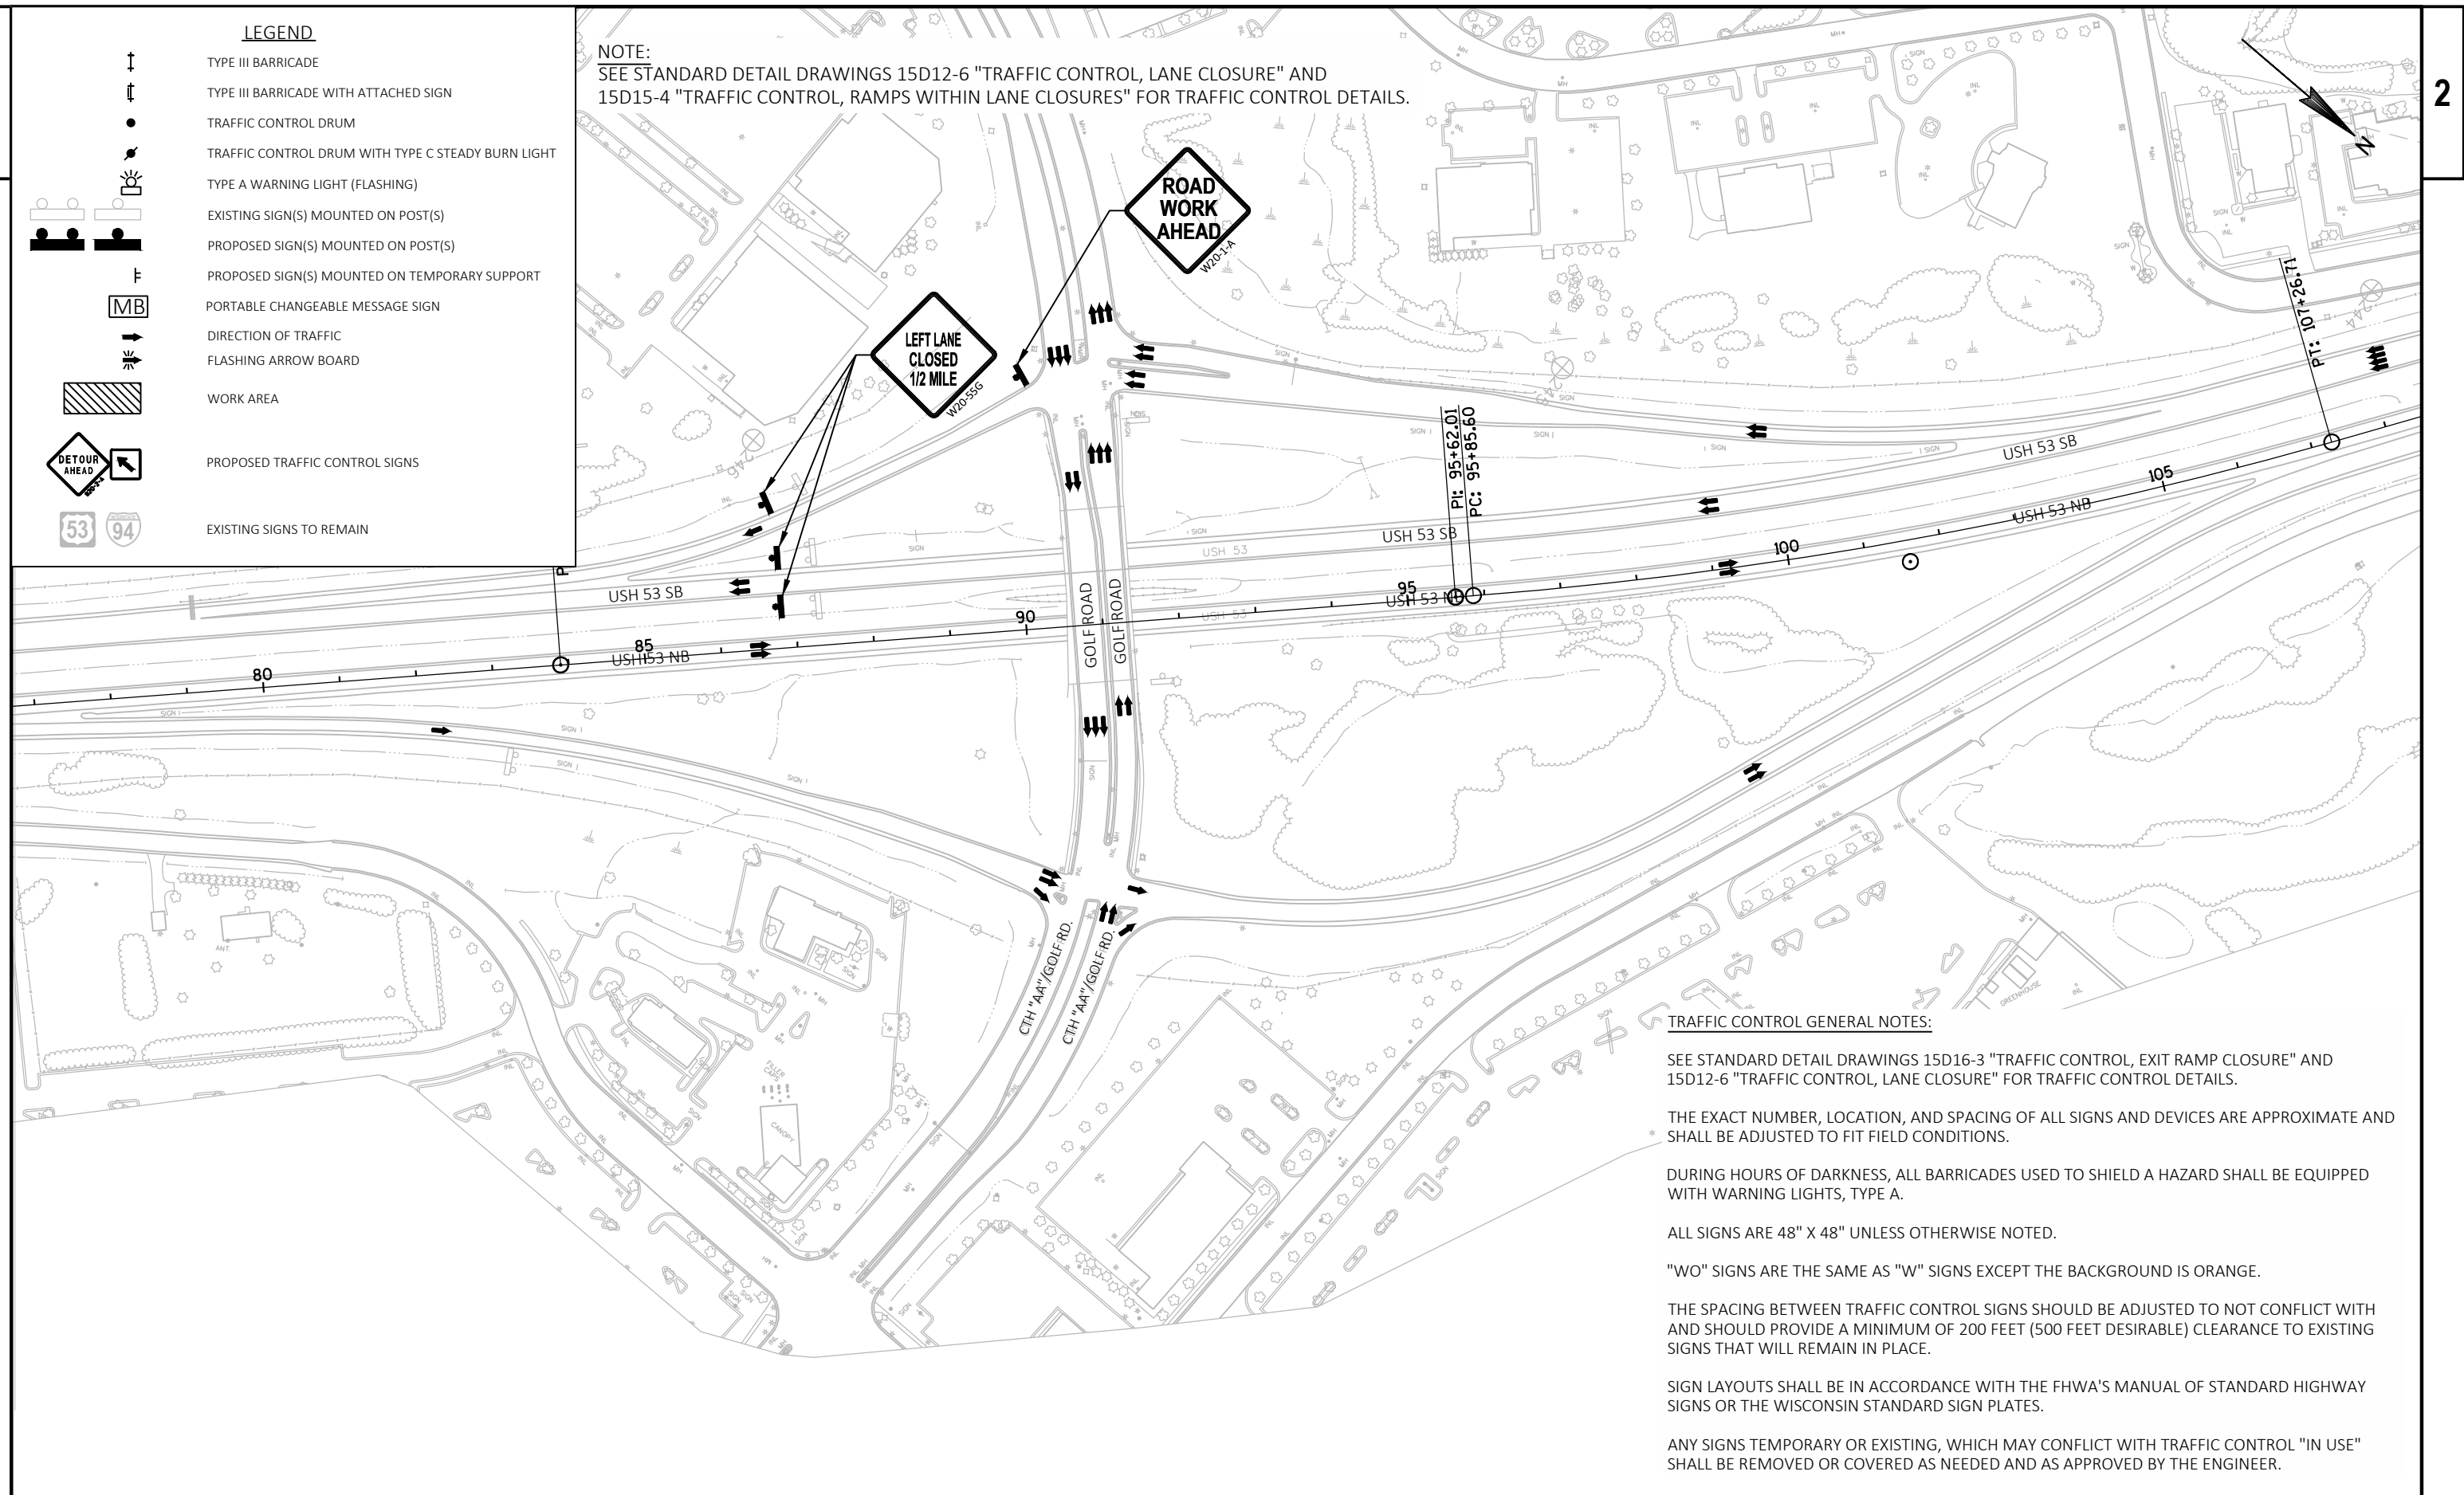 LEGEND
TYPE III BARRICADE
TYPE III BARRICADE WITH ATTACHED SIGN
TRAFFIC CONTROL DRUM
TRAFFIC CONTROL DRUM WITH TYPE C STEADY BURN LIGHT
TYPE A WARNING LIGHT (FLASHING)
EXISTING SIGN(S) MOUNTED ON POST(S)
PROPOSED SIGN(S) MOUNTED ON POST(S)
PROPOSED SIGN(S) MOUNTED ON TEMPORARY SUPPORT
MB PORTABLE CHANGEABLE MESSAGE SIGN
DIRECTION OF TRAFFIC
FLASHING ARROW BOARD
WORK AREA
DETOUR
AHEAD
PROPOSED TRAFFIC CONTROL SIGNS
53
INTERSTATE
94
EXISTING SIGNS TO REMAIN
NOTE:
SEE STANDARD DETAIL DRAWINGS 15D12-6 "TRAFFIC CONTROL, LANE CLOSURE" AND
15D15-4 "TRAFFIC CONTROL, RAMPS WITHIN LANE CLOSURES" FOR TRAFFIC CONTROL DETAILS.
2
N
ROAD
WORK
AHEAD
W20-1-A
LEFT LANE
CLOSED
1/2 MILE
W20-55G
PT: 107+26.71
PI: 95+62.01
PC: 95+85.60
USH 53 SB
105
USH 53 NB
USH 53 SB
USH 53
100
95
USH 53
USH 53 SB
90
85
USH 53 NB
80
P
GOLF ROAD
GOLF ROAD
CTH "AA"/GOLF RD.
CTH "AA"/GOLF RD.
ANT.
FILLER
CAPS
CANOPY
GREENHOUSE
TRAFFIC CONTROL GENERAL NOTES:
SEE STANDARD DETAIL DRAWINGS 15D16-3 "TRAFFIC CONTROL, EXIT RAMP CLOSURE" AND
15D12-6 "TRAFFIC CONTROL, LANE CLOSURE" FOR TRAFFIC CONTROL DETAILS.
THE EXACT NUMBER, LOCATION, AND SPACING OF ALL SIGNS AND DEVICES ARE APPROXIMATE AND
SHALL BE ADJUSTED TO FIT FIELD CONDITIONS.
DURING HOURS OF DARKNESS, ALL BARRICADES USED TO SHIELD A HAZARD SHALL BE EQUIPPED
WITH WARNING LIGHTS, TYPE A.
ALL SIGNS ARE 48" X 48" UNLESS OTHERWISE NOTED.
"WO" SIGNS ARE THE SAME AS "W" SIGNS EXCEPT THE BACKGROUND IS ORANGE.
THE SPACING BETWEEN TRAFFIC CONTROL SIGNS SHOULD BE ADJUSTED TO NOT CONFLICT WITH
AND SHOULD PROVIDE A MINIMUM OF 200 FEET (500 FEET DESIRABLE) CLEARANCE TO EXISTING
SIGNS THAT WILL REMAIN IN PLACE.
SIGN LAYOUTS SHALL BE IN ACCORDANCE WITH THE FHWA'S MANUAL OF STANDARD HIGHWAY
SIGNS OR THE WISCONSIN STANDARD SIGN PLATES.
ANY SIGNS TEMPORARY OR EXISTING, WHICH MAY CONFLICT WITH TRAFFIC CONTROL "IN USE"
SHALL BE REMOVED OR COVERED AS NEEDED AND AS APPROVED BY THE ENGINEER.